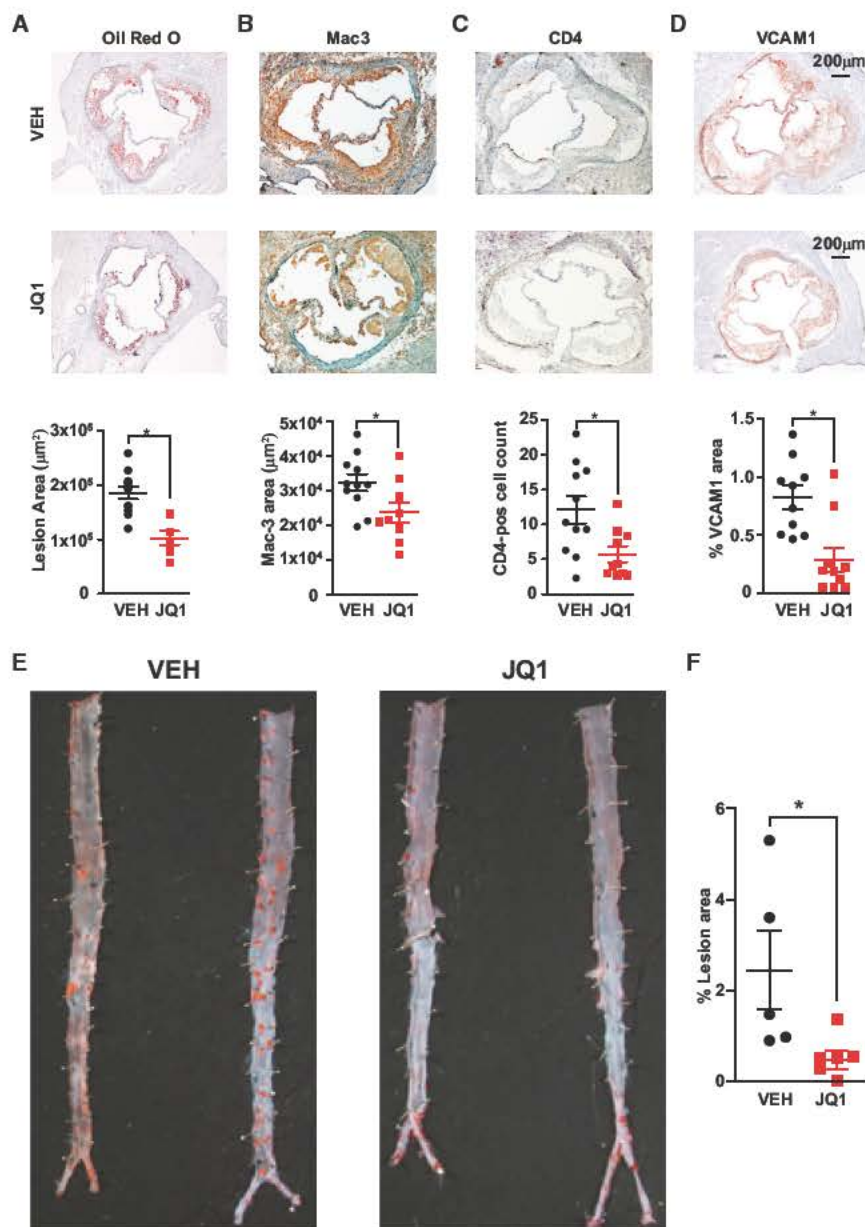 A
Oil Red O
B
Mac3
C
CD4
D
VCAM1
VEH
200μm
JQ1
200μm
Lesion Area (μm²)
3x10⁵
2x10⁵
1x10⁵
0
*
VEH JQ1
Mac-3 area (μm²)
5x10⁴
4x10⁴
3x10⁴
2x10⁴
1x10⁴
0
*
VEH JQ1
CD4-pos cell count
25
20
15
10
5
0
*
VEH JQ1
% VCAM1 area
1.5
1.0
0.5
0
*
VEH JQ1
E
VEH
JQ1
F
% Lesion area
6
4
2
0
*
VEH JQ1